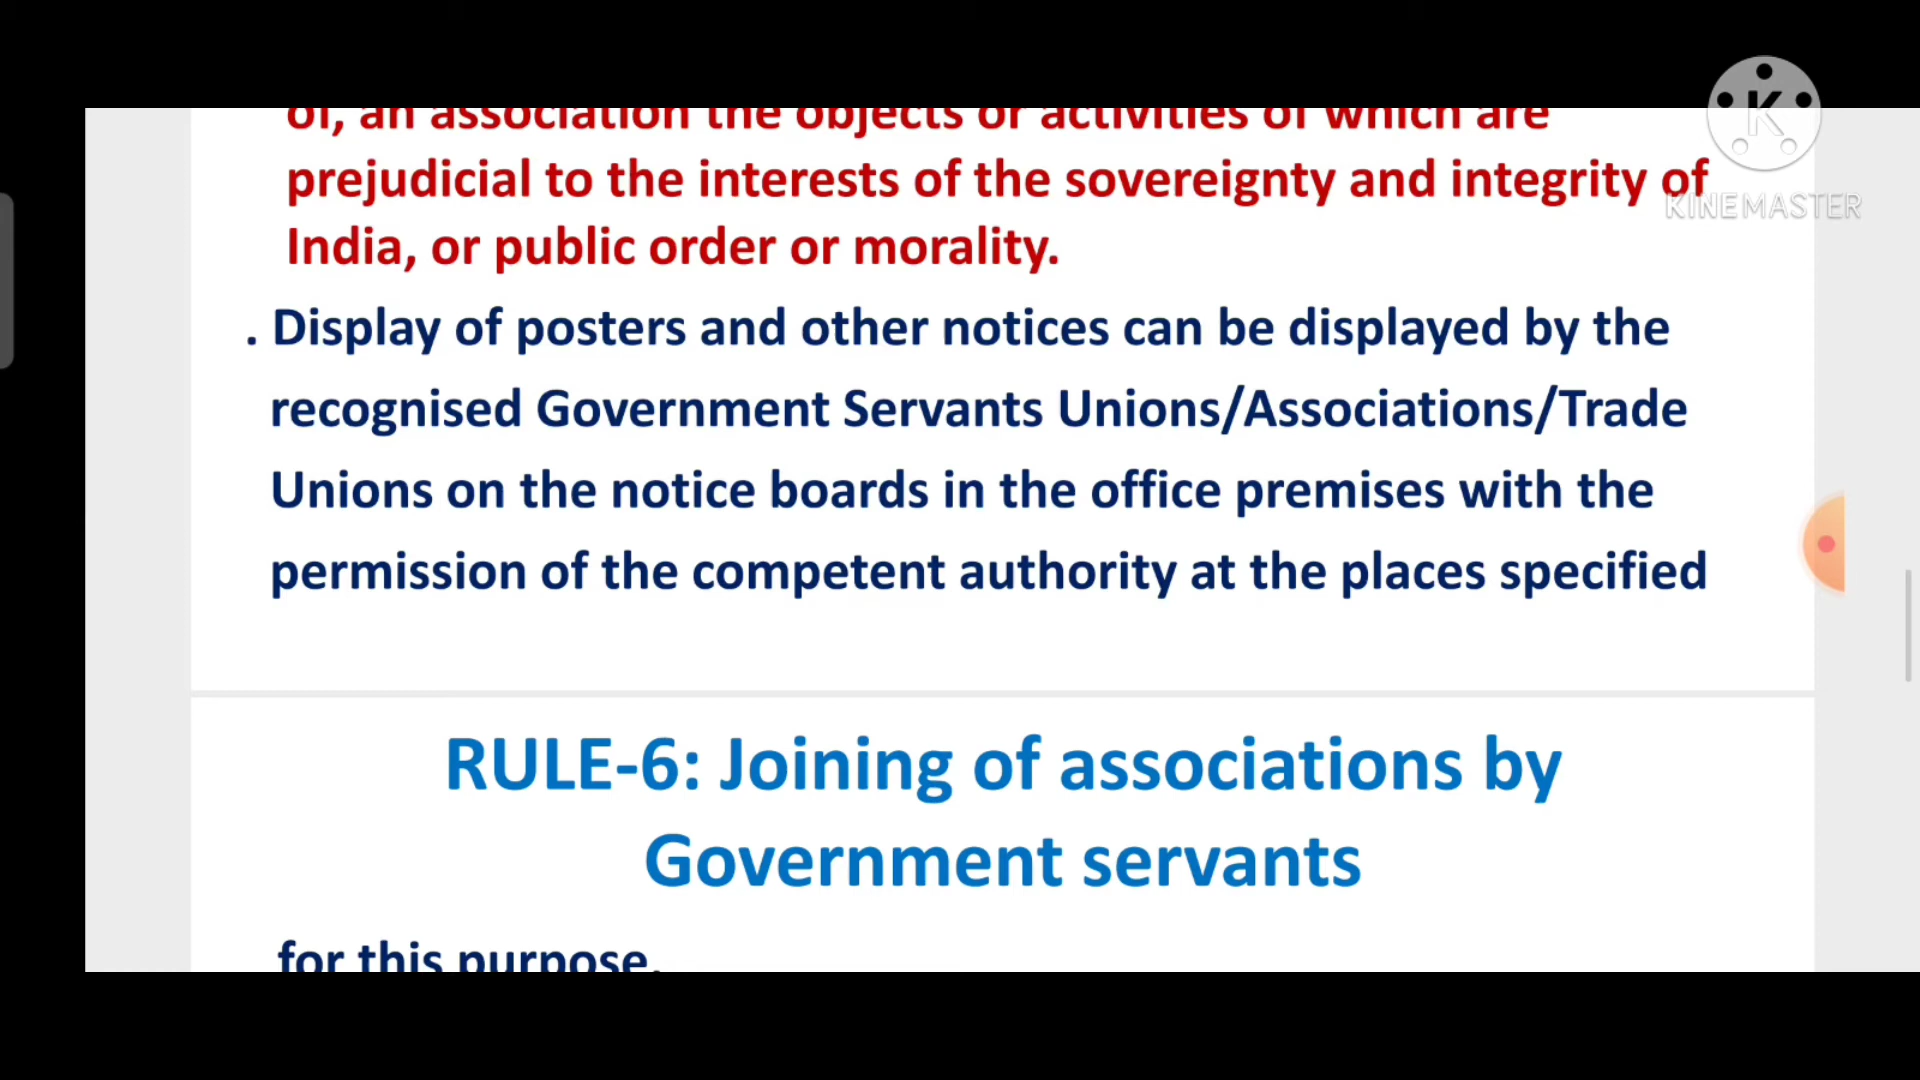 of, an association the objects or activities of which are
prejudicial to the interests of the sovereignty and integrity of
India, or public order or morality.
. Display of posters and other notices can be displayed by the
recognised Government Servants Unions/Associations/Trade
Unions on the notice boards in the office premises with the
permission of the competent authority at the places specified
RULE-6: Joining of associations by
Government servants
for this purpose.
K
KINEMASTER